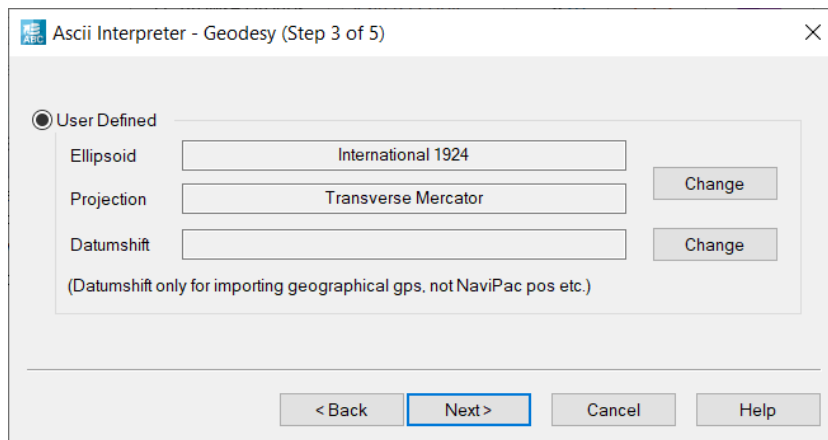 ABC
Ascii Interpreter - Geodesy (Step 3 of 5)
User Defined
Ellipsoid International 1924
Change
Projection Transverse Mercator
Datumshift Change
(Datumshift only for importing geographical gps, not NaviPac pos etc.)
< Back Next > Cancel Help